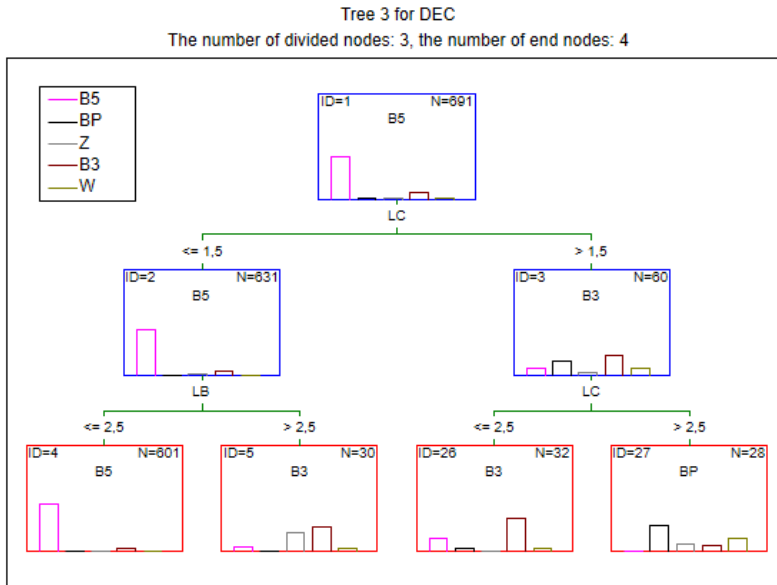 Tree 3 for DEC
The number of divided nodes: 3, the number of end nodes: 4
B5
BP
Z
B3
W
ID=1 N=691
B5
LC
<= 1,5 > 1,5
ID=2 N=631 ID=3 N=60
B5 B3
LB LC
<= 2,5 > 2,5 <= 2,5 > 2,5
ID=4 N=601 ID=5 N=30 ID=26 N=32 ID=27 N=28
B5 B3 B3 BP